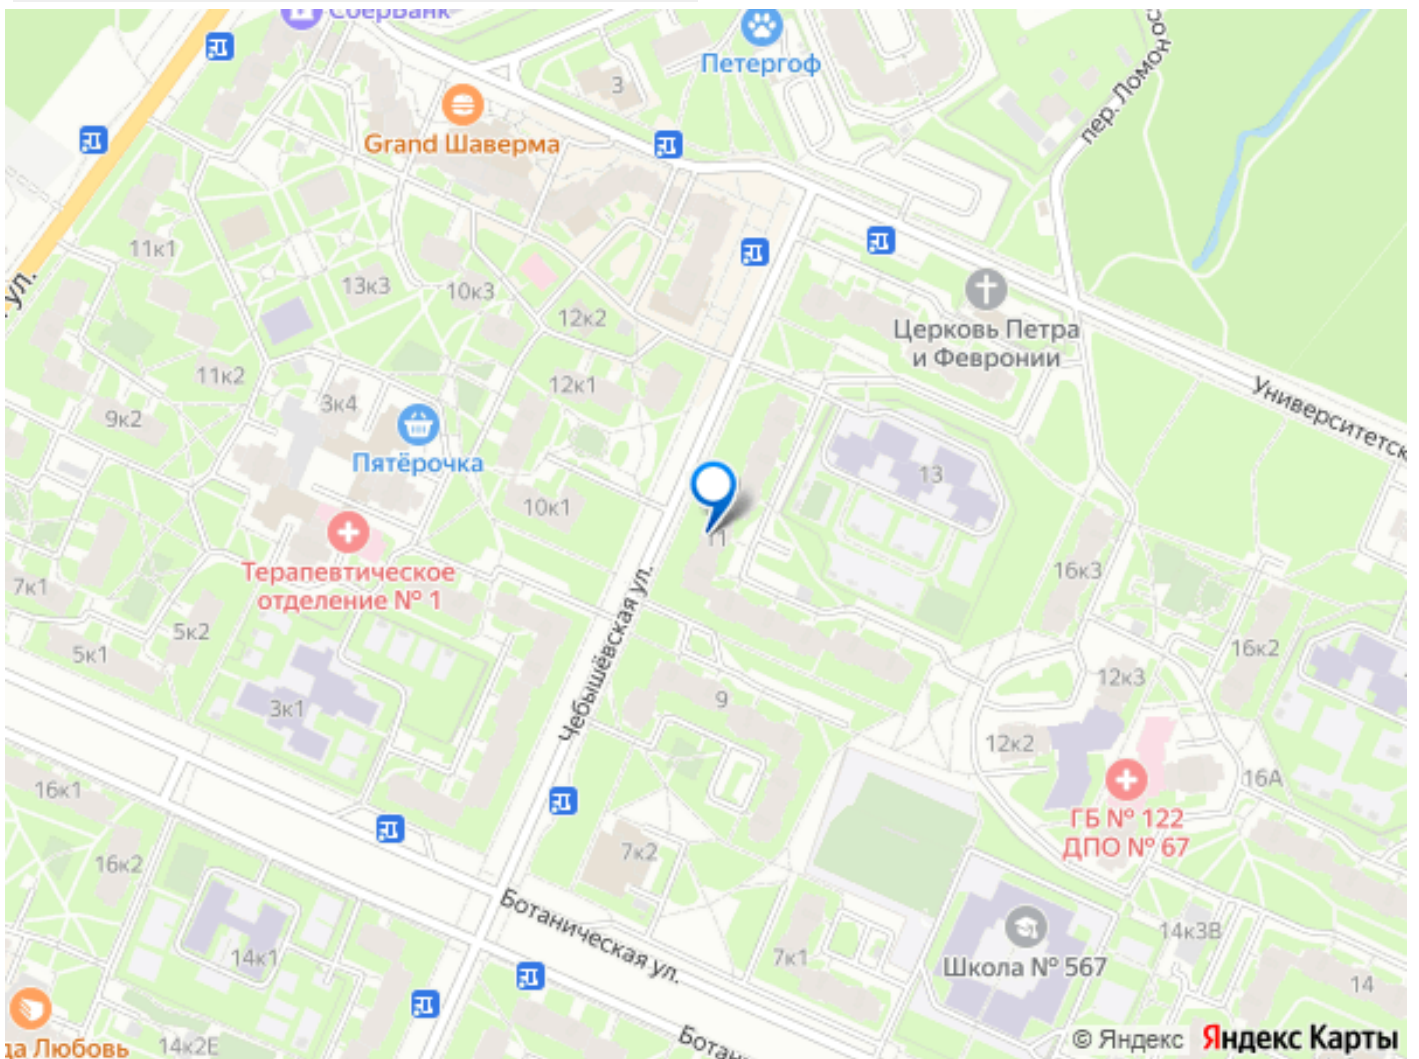 СберБанк
Петергоф
3
Grand Шаверма
пер. Ломонос
11к1
ул.
13к3
10к3
12к2
Церковь Петра
и Февронии
11к2
12к1
3к4
9к2
Университетск
Пятёрочка
13
10к1
11
Терапевтическое
отделение № 1
16к3
7к1
5к2
5к1
Чебышёвская ул.
16к2
12к3
3к1
9
12к2
16А
16к1
ГБ № 122
ДПО № 67
7к2
16к2
Ботаническая ул.
14к1
7к1
Школа № 567
14к3В
14
да Любовь
14к2Е
Ботан
© Яндекс Яндекс Карты